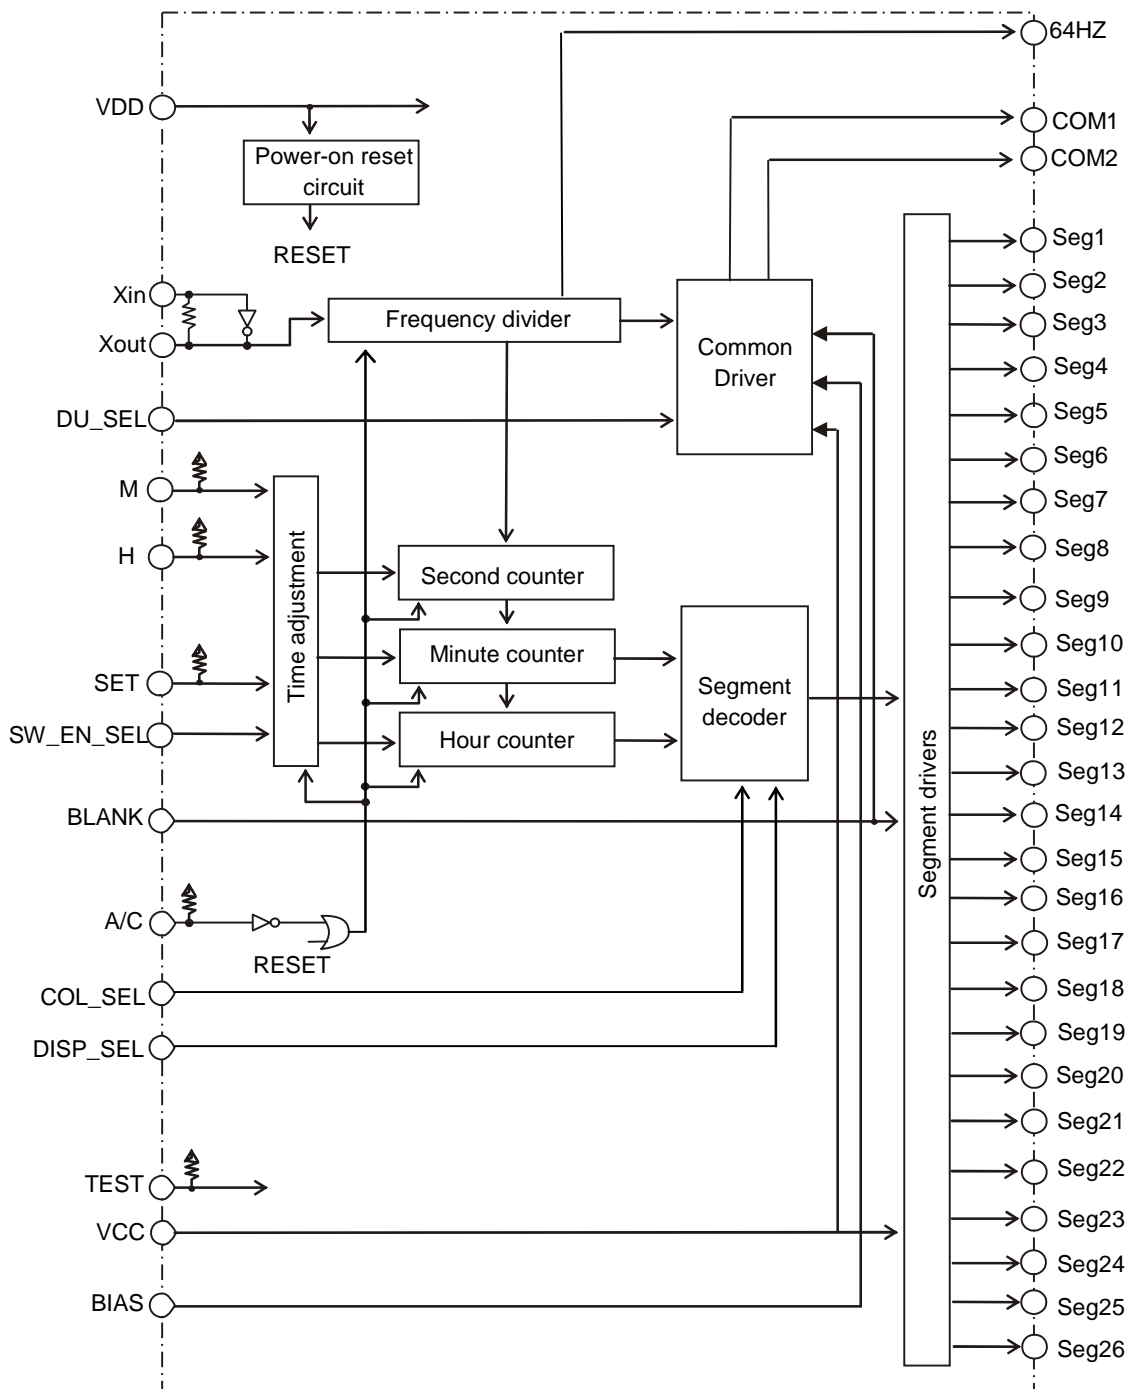 64HZ
VDD
COM1
Power-on reset
circuit
COM2
RESET
Seg1
Xin
Seg2
Frequency divider
Seg3
Xout
Common
Driver
Seg4
DU_SEL
Seg5
Seg6
M
Seg7
H
Seg8
Time adjustment
Second counter
Seg9
Minute counter
Seg10
SET
Segment
decoder
Seg11
SW_EN_SEL
Hour counter
Seg12
Seg13
BLANK
Seg14
Segment drivers
Seg15
Seg16
A/C
RESET
Seg17
COL_SEL
Seg18
Seg19
DISP_SEL
Seg20
Seg21
TEST
Seg22
VCC
Seg23
Seg24
BIAS
Seg25
Seg26